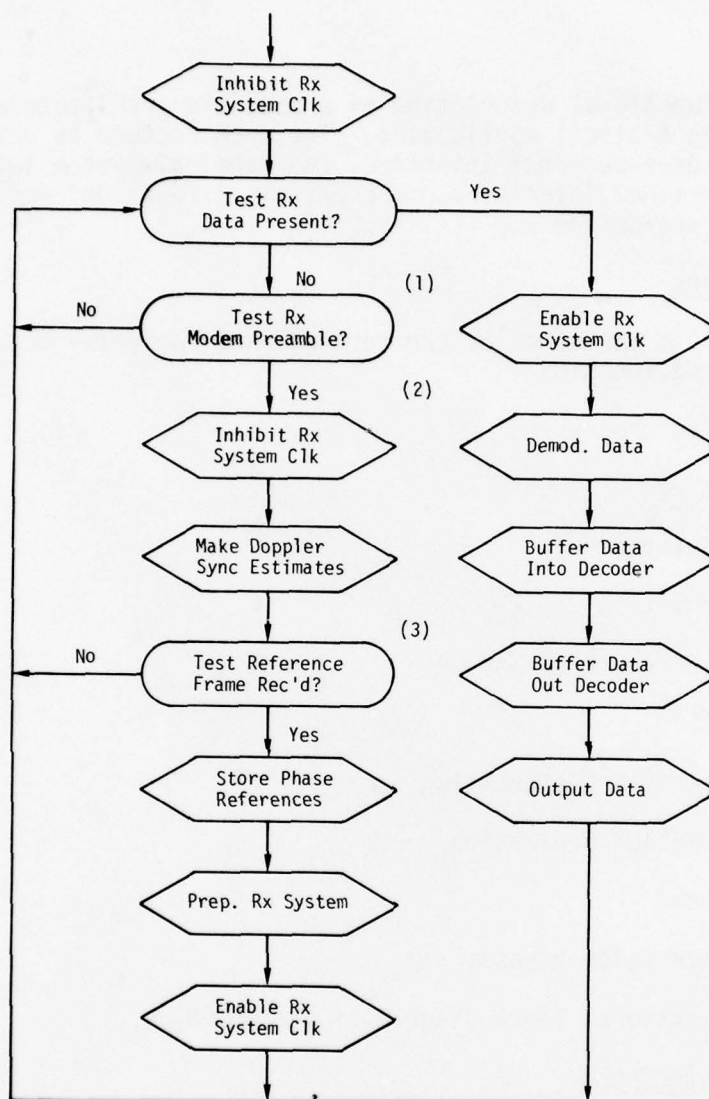 Inhibit Rx
System Clk
Test Rx
Data Present?
Yes
No
(1)
Test Rx
Modem Preamble?
No
Enable Rx
System Clk
Yes
(2)
Inhibit Rx
System Clk
Demod. Data
Make Doppler
Sync Estimates
Buffer Data
Into Decoder
(3)
No
Test Reference
Frame Rec'd?
Buffer Data
Out Decoder
Yes
Store Phase
References
Output Data
Prep. Rx System
Enable Rx
System Clk